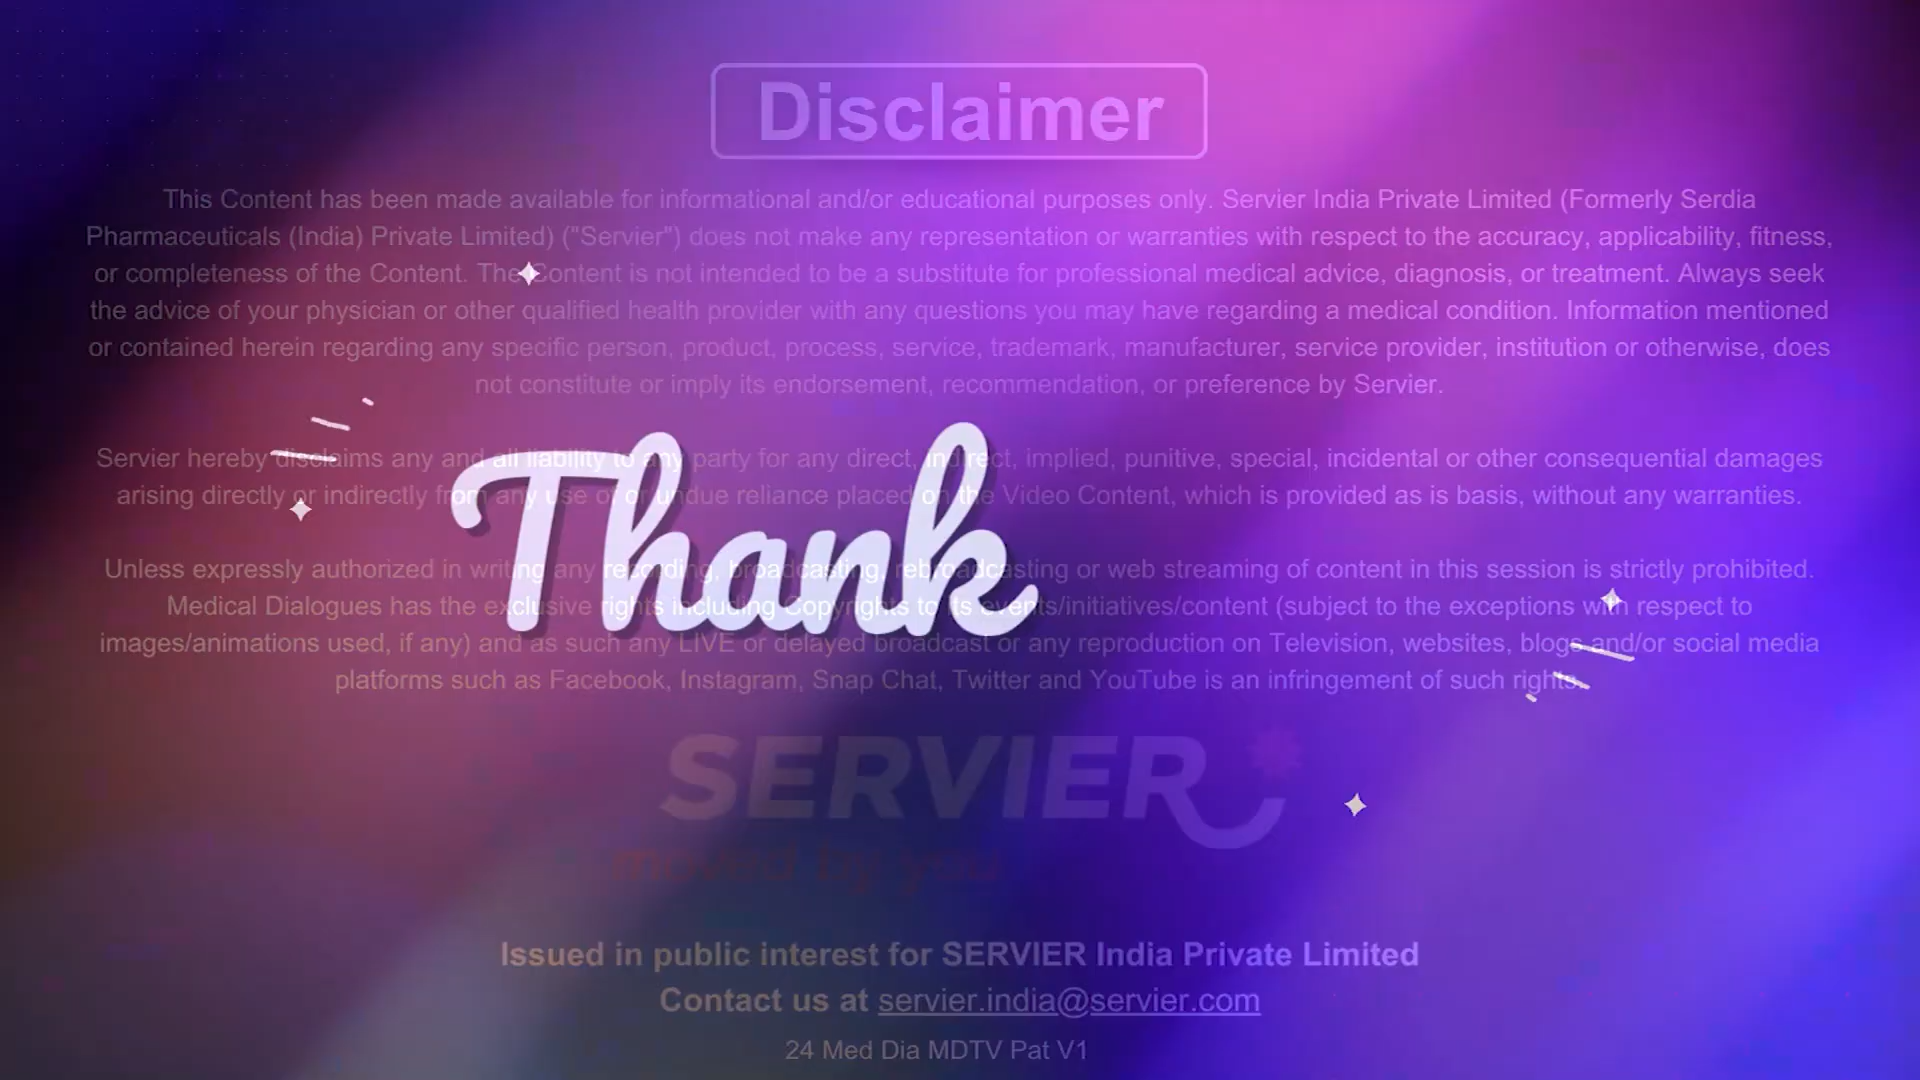 Disclaimer
This Content has been made available for informational and/or educational purposes only. Servier India Private Limited (Formerly Serdia
Pharmaceuticals (India) Private Limited) ("Servier") does not make any representation or warranties with respect to the accuracy, applicability, fitness,
or completeness of the Content. The Content is not intended to be a substitute for professional medical advice, diagnosis, or treatment. Always seek
the advice of your physician or other qualified health provider with any questions you may have regarding a medical condition. Information mentioned
or contained herein regarding any specific person, product, process, service, trademark, manufacturer, service provider, institution or otherwise, does
not constitute or imply its endorsement, recommendation, or preference by Servier.
Servier hereby disclaims any and all liability to any party for any direct, indirect, implied, punitive, special, incidental or other consequential damages
arising directly or indirectly from any use of or undue reliance placed on the Video Content, which is provided as is basis, without any warranties.
Thank
Unless expressly authorized in writing any recording, broadcasting, rebroadcasting or web streaming of content in this session is strictly prohibited.
Medical Dialogues has the exclusive rights including Copyrights to its events/initiatives/content (subject to the exceptions with respect to
images/animations used, if any) and as such any LIVE or delayed broadcast or any reproduction on Television, websites, blogs and/or social media
platforms such as Facebook, Instagram, Snap Chat, Twitter and YouTube is an infringement of such rights.
SERVIER
moved by you
Issued in public interest for SERVIER India Private Limited
Contact us at servier.india@servier.com
24 Med Dia MDTV Pat V1